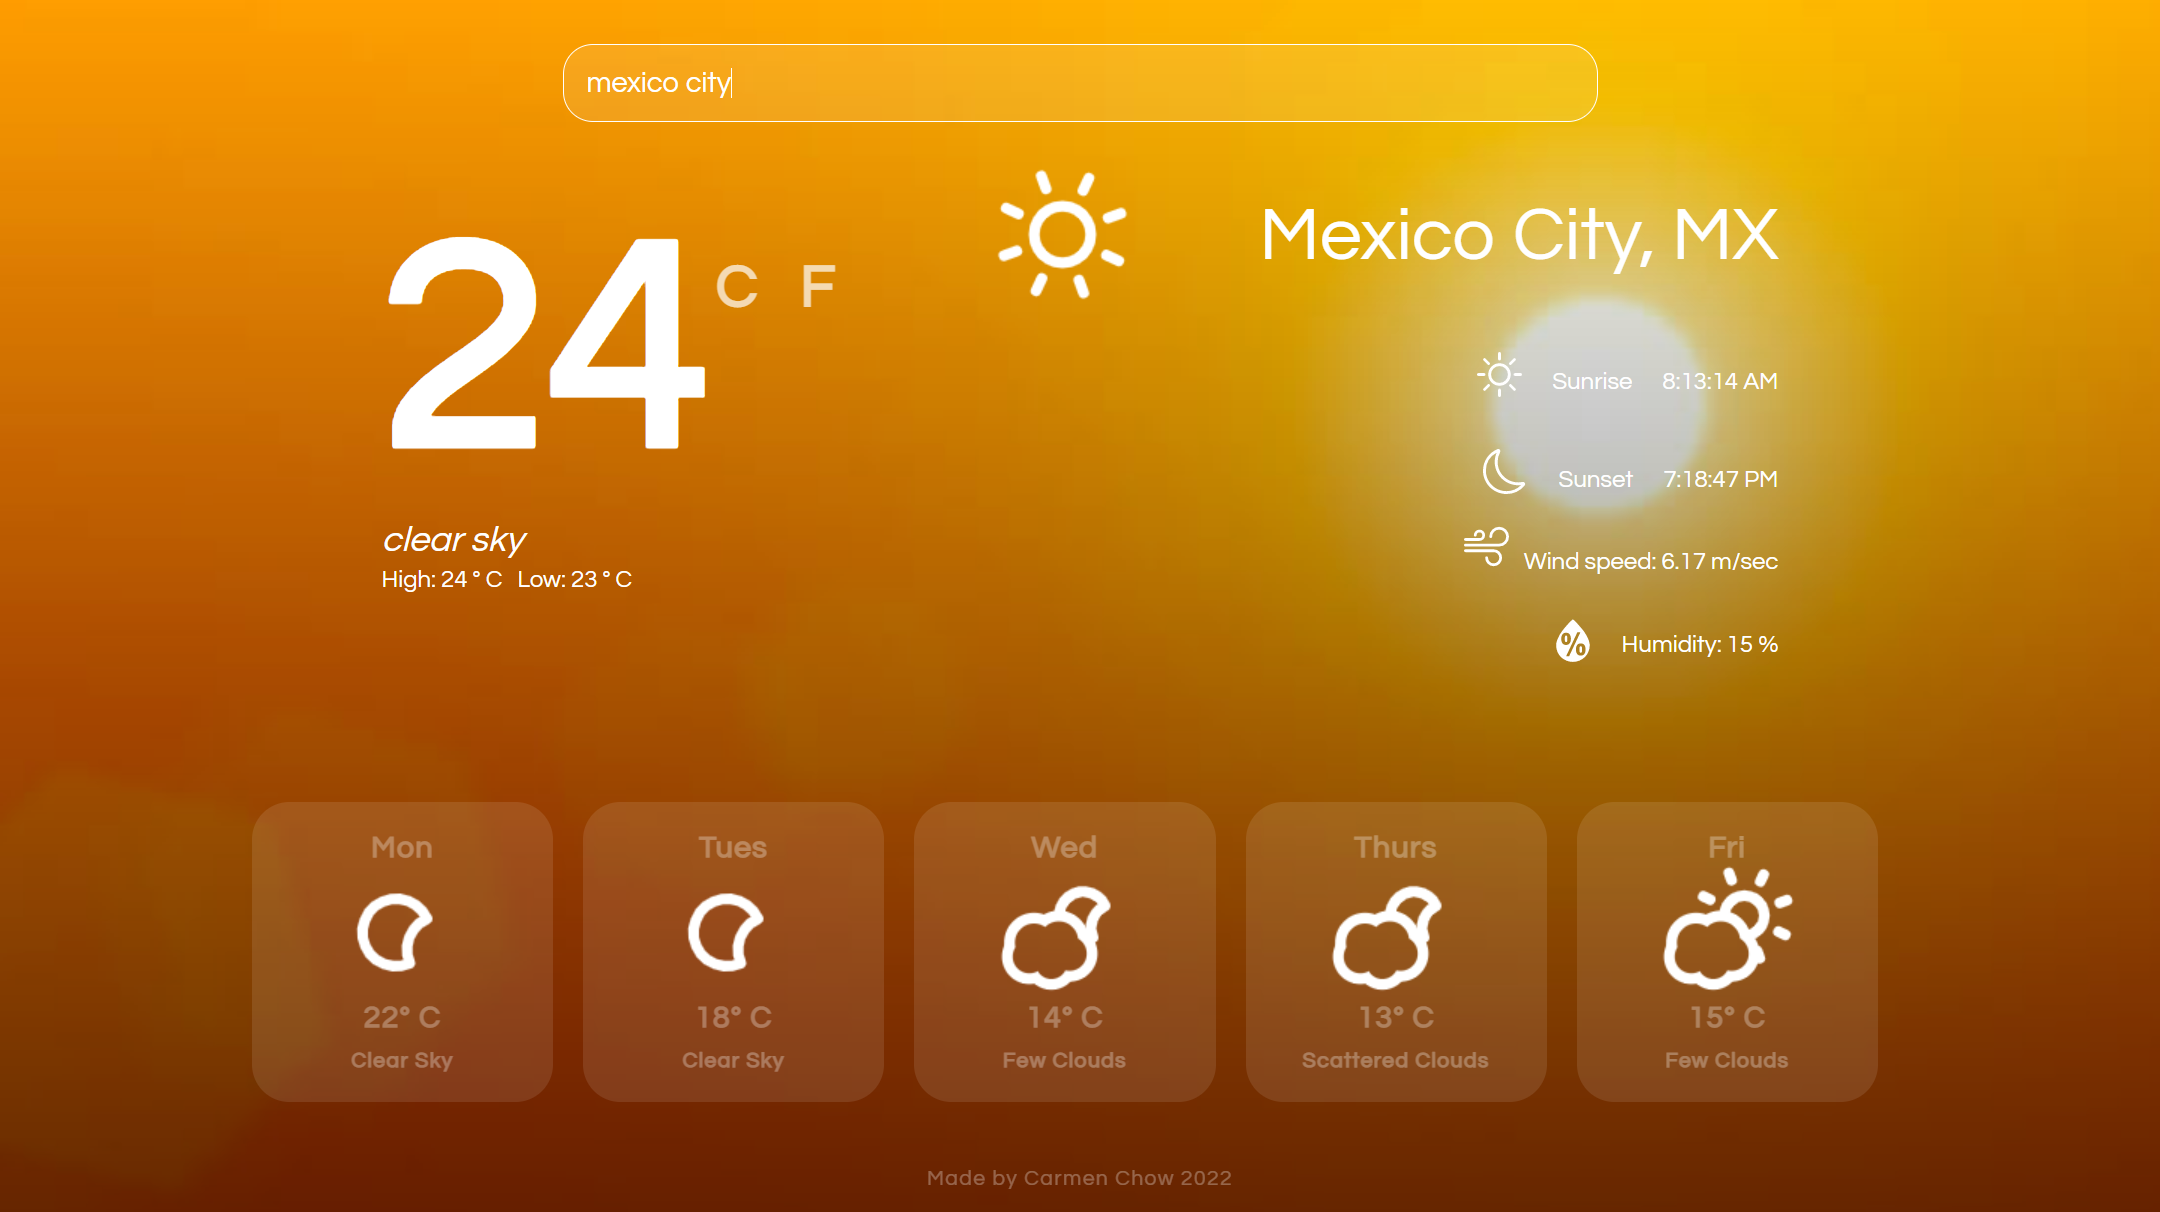 mexico city
24 C F
Mexico City, MX
clear sky
High: 24 ° C Low: 23 ° C
Sunrise 8:13:14 AM
Sunset 7:18:47 PM
Wind speed: 6.17 m/sec
% Humidity: 15 %
Mon
22° C
Clear Sky
Tues
18° C
Clear Sky
Wed
14° C
Few Clouds
Thurs
13° C
Scattered Clouds
Fri
15° C
Few Clouds
Made by Carmen Chow 2022